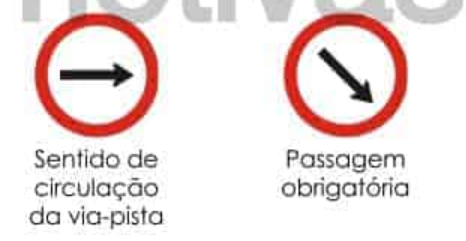 Sentido de
circulação
da via-pista
Passagem
obrigatória